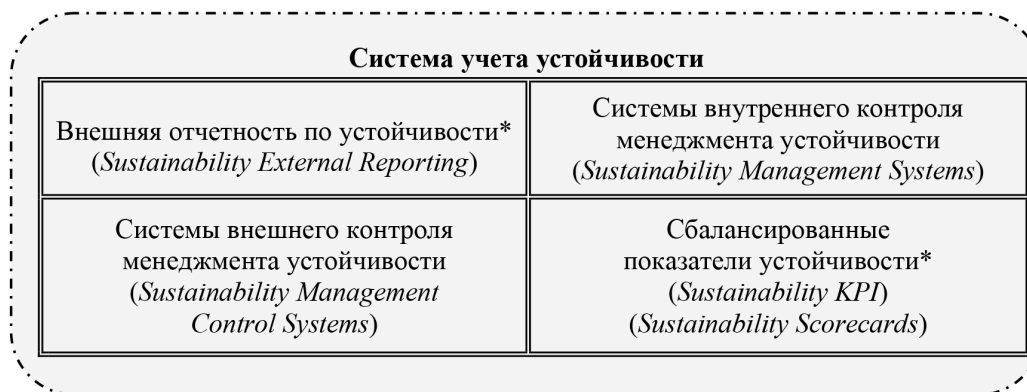 Система учета устойчивости
Внешняя отчетность по устойчивости*
(Sustainability External Reporting)
Системы внутреннего контроля
менеджмента устойчивости
(Sustainability Management Systems)
Системы внешнего контроля
менеджмента устойчивости
(Sustainability Management
Control Systems)
Сбалансированные
показатели устойчивости*
(Sustainability KPI)
(Sustainability Scorecards)